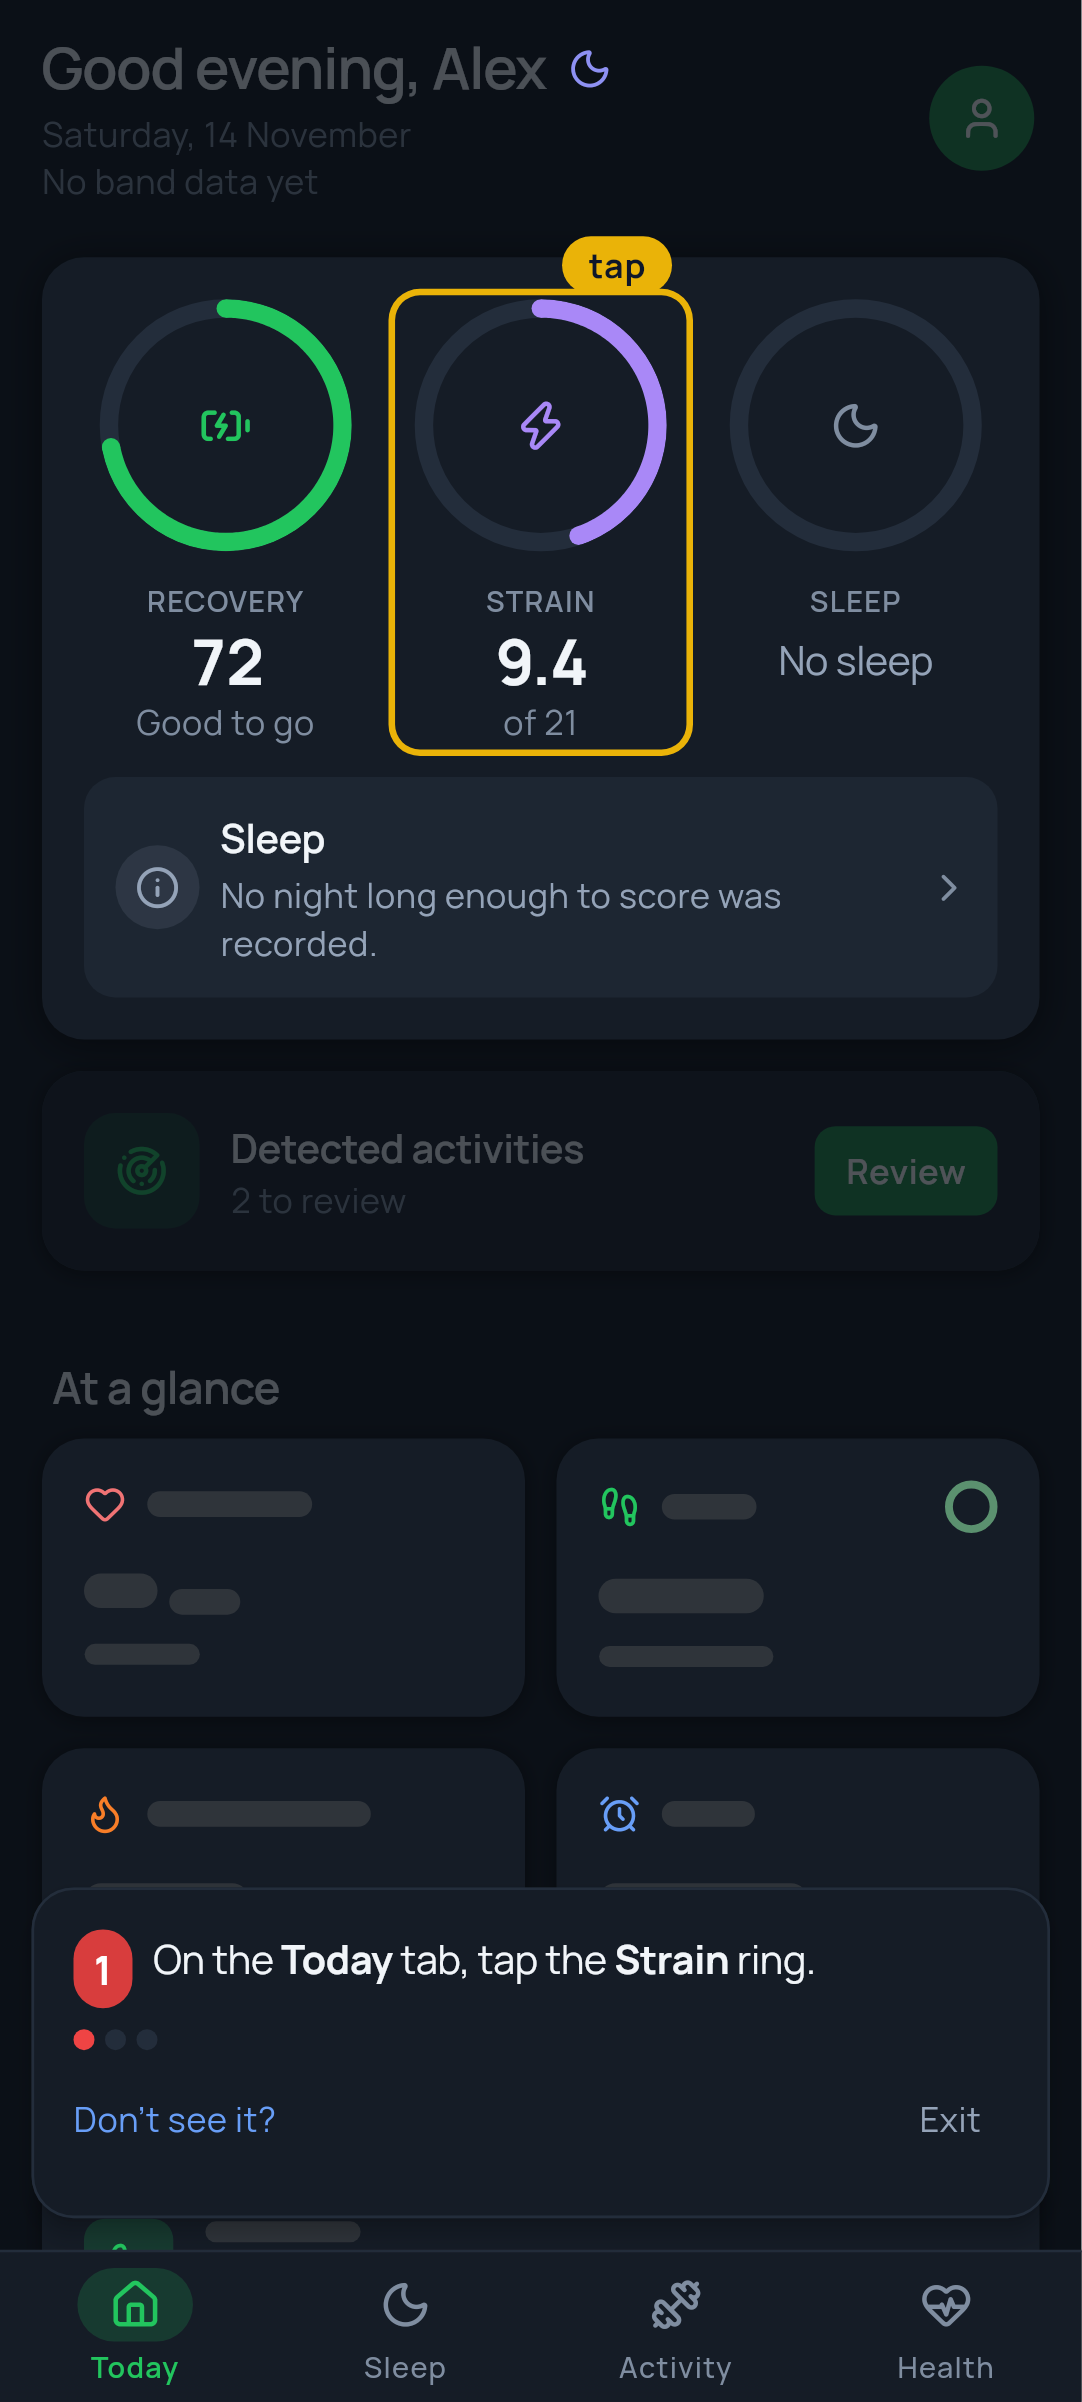 Good evening, Alex
Saturday, 14 November
No band data yet
tap
RECOVERY
72
Good to go
STRAIN
9.4
of 21
SLEEP
No sleep
Sleep
No night long enough to score was
recorded.
Detected activities
2 to review
Review
At a glance
1 On the Today tab, tap the Strain ring.
Don't see it?
Exit
Today
Sleep
Activity
Health